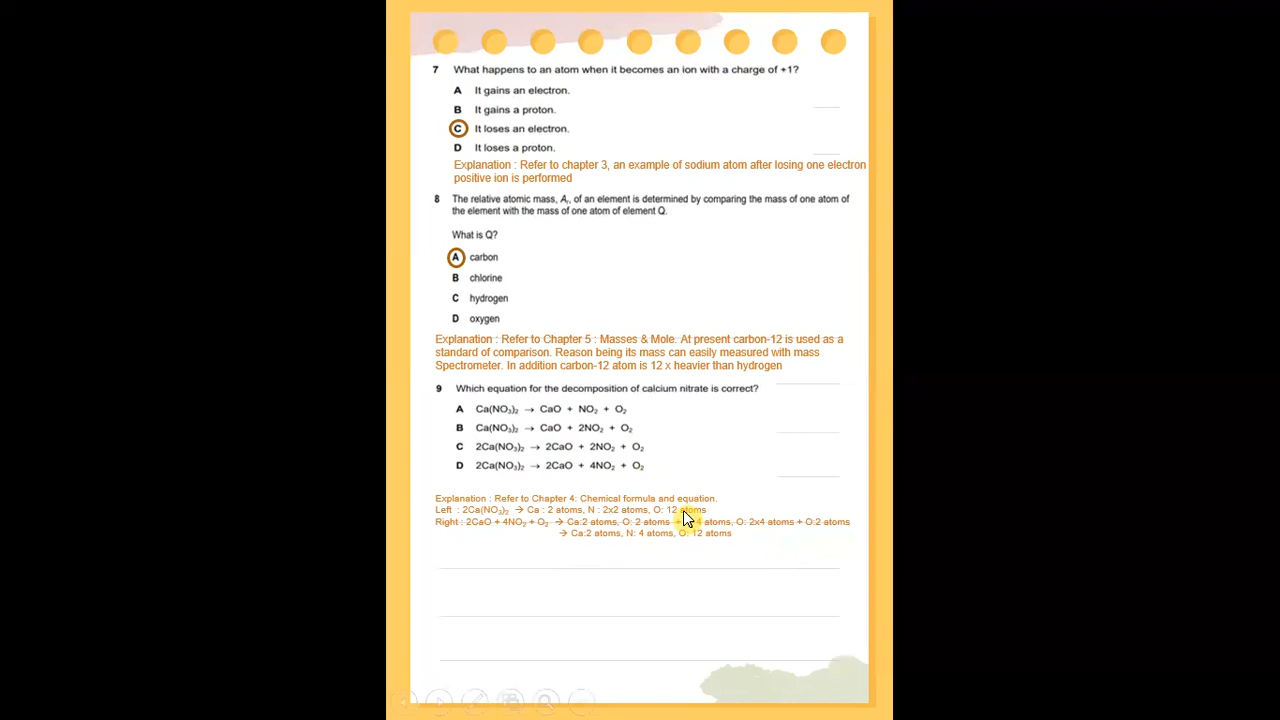 7 What happens to an atom when it becomes an ion with a charge of +1?
A It gains an electron.
B It gains a proton.
C It loses an electron.
D It loses a proton.
Explanation : Refer to chapter 3, an example of sodium atom after losing one electron
positive ion is performed
8 The relative atomic mass, Aᵣ, of an element is determined by comparing the mass of one atom of
the element with the mass of one atom of element Q.
What is Q?
A carbon
B chlorine
C hydrogen
D oxygen
Explanation : Refer to Chapter 5 : Masses & Mole. At present carbon-12 is used as a
standard of comparison. Reason being its mass can easily measured with mass
Spectrometer. In addition carbon-12 atom is 12 x heavier than hydrogen
9 Which equation for the decomposition of calcium nitrate is correct?
A Ca(NO₃)₂ → CaO + NO₂ + O₂
B Ca(NO₃)₂ → CaO + 2NO₂ + O₂
C 2Ca(NO₃)₂ → 2CaO + 2NO₂ + O₂
D 2Ca(NO₃)₂ → 2CaO + 4NO₂ + O₂
Explanation : Refer to Chapter 4: Chemical formula and equation.
Left : 2Ca(NO₃)₂ → Ca : 2 atoms, N : 2x2 atoms, O: 12 atoms
Right : 2CaO + 4NO₂ + O₂ → Ca:2 atoms, O: 2 atoms + atoms, O: 2x4 atoms + O:2 atoms
→ Ca:2 atoms, N: 4 atoms, O: 12 atoms